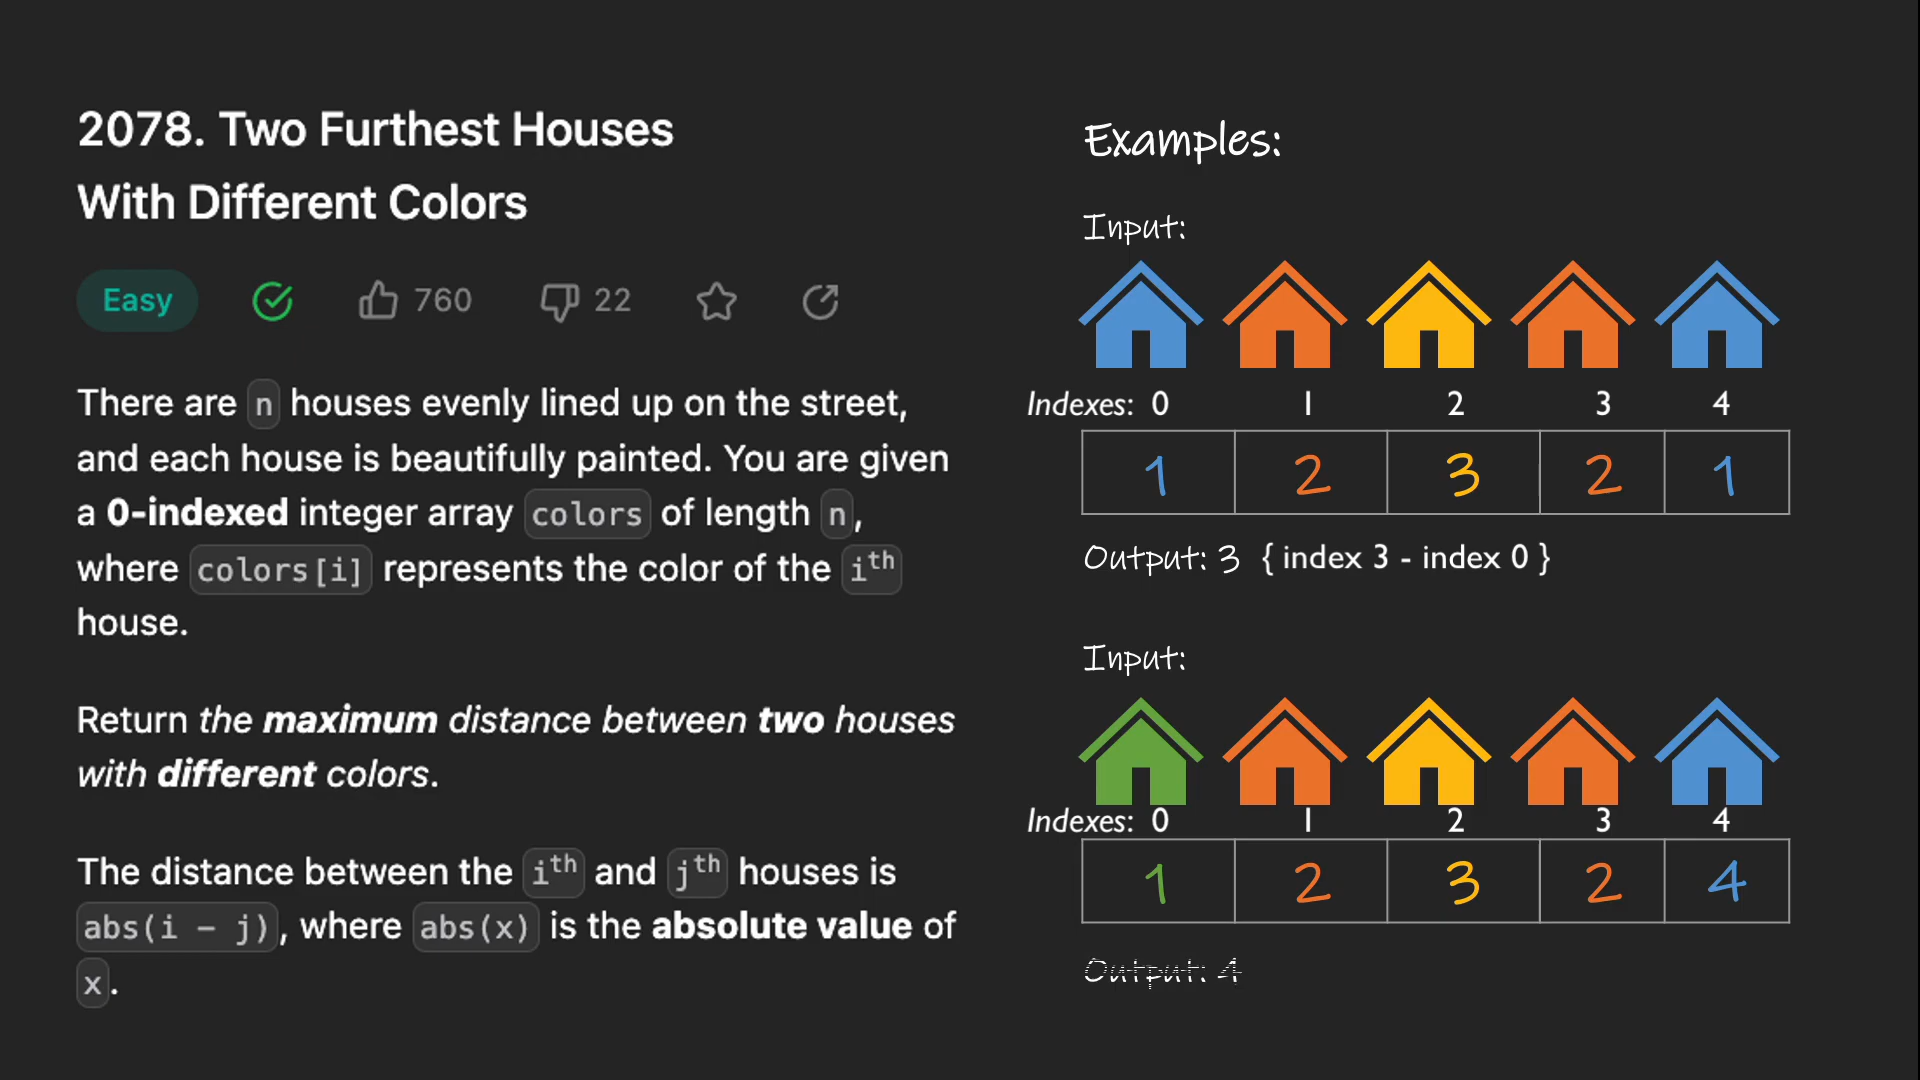 2078. Two Furthest Houses
With Different Colors
Easy 760 22
There are n houses evenly lined up on the street,
and each house is beautifully painted. You are given
a 0-indexed integer array colors of length n,
where colors[i] represents the color of the ith
house.
Return the maximum distance between two houses
with different colors.
The distance between the ith and jth houses is
abs(i - j), where abs(x) is the absolute value of
x.
Examples:
Input:
Indexes: 0 1 2 3 4
1 2 3 2 1
Output: 3 { index 3 - index 0 }
Input:
Indexes: 0 1 2 3 4
1 2 3 2 4
Output: 4